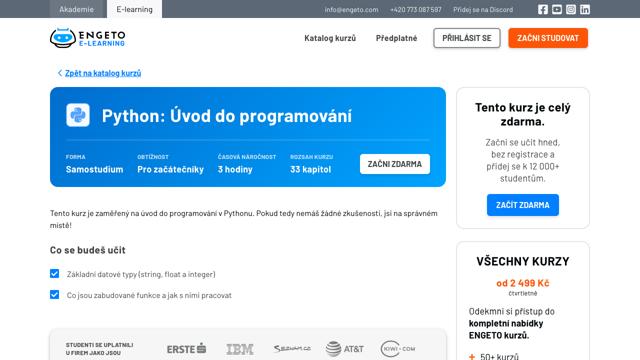 Akademie
E-learning
info@engeto.com
+420 773 087 597
Přidej se na Discord
ENGETO
E-LEARNING
Katalog kurzů
Předplatné
PŘIHLÁSIT SE
ZAČNI STUDOVAT
Zpět na katalog kurzů
Python: Úvod do programování
FORMA
Samostudium
OBTÍŽNOST
Pro začátečníky
ČASOVÁ NÁROČNOST
3 hodiny
ROZSAH KURZU
33 kapitol
ZAČNI ZDARMA
Tento kurz je zaměřený na úvod do programování v Pythonu. Pokud tedy nemáš žádné zkušenosti, jsi na správném
místě!
Co se budeš učit
Základní datové typy (string, float a integer)
Co jsou zabudované funkce a jak s nimi pracovat
STUDENTI SE UPLATNILI
U FIREM JAKO JSOU
ERSTE
IBM
SEZNAM.CZ
AT&T
KIWI.COM
Tento kurz je celý
zdarma.
Začni se učit hned,
bez registrace a
přidej se k 12 000+
studentům.
ZAČÍT ZDARMA
VŠECHNY KURZY
od 2 499 Kč
čtvrtletně
Odemkni si přístup do
kompletní nabídky
ENGETO kurzů.
+ 50+ kurzů